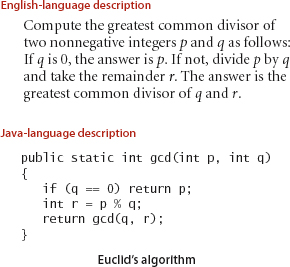 English-language description
Compute the greatest common divisor of
two nonnegative integers p and q as follows:
If q is 0, the answer is p. If not, divide p by q
and take the remainder r. The answer is the
greatest common divisor of q and r.
Java-language description
public static int gcd(int p, int q)
{
   if (q == 0) return p;
   int r = p % q;
   return gcd(q, r);
}
Euclid’s algorithm